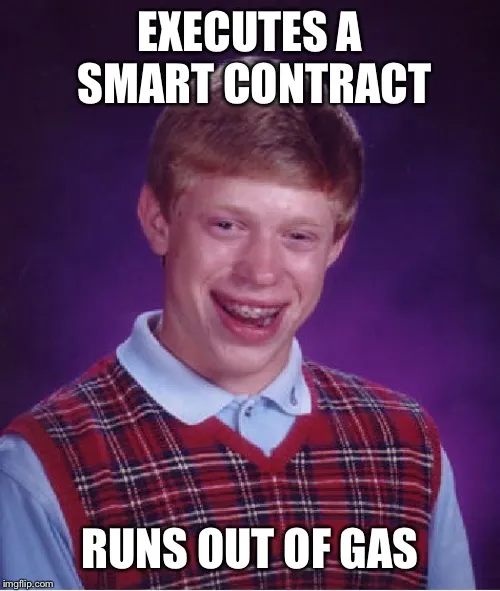 EXECUTES A
SMART CONTRACT
RUNS OUT OF GAS
imgflip.com